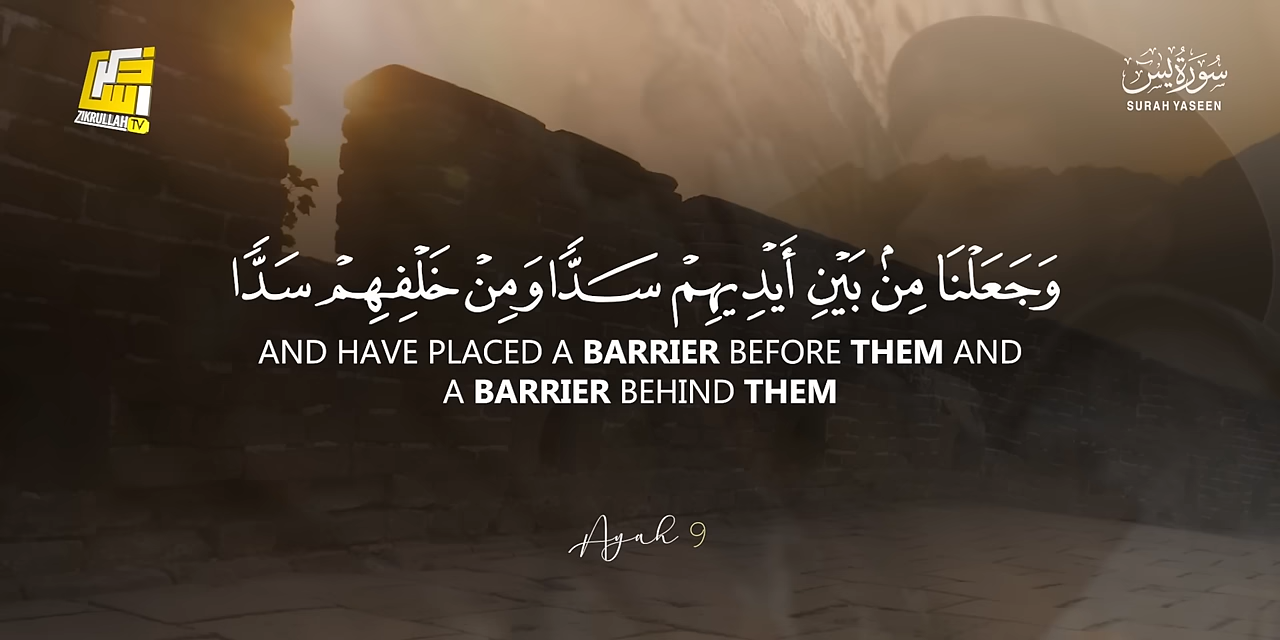 ذكر الله
ZIKRULLAH TV
سُورَةُ يس
SURAH YASEEN
وَجَعَلْنَا مِنۢ بَيْنِ أَيْدِيهِمْ سَدًّا وَمِنْ خَلْفِهِمْ سَدًّا
AND HAVE PLACED A BARRIER BEFORE THEM AND
A BARRIER BEHIND THEM
Ayah 9